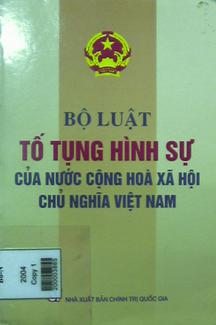 BỘ LUẬT
TỐ TỤNG HÌNH SỰ
CỦA NƯỚC CỘNG HOÀ XÃ HỘI
CHỦ NGHĨA VIỆT NAM
2004
Copy 1
NHÀ XUẤT BẢN CHÍNH TRỊ QUỐC GIA